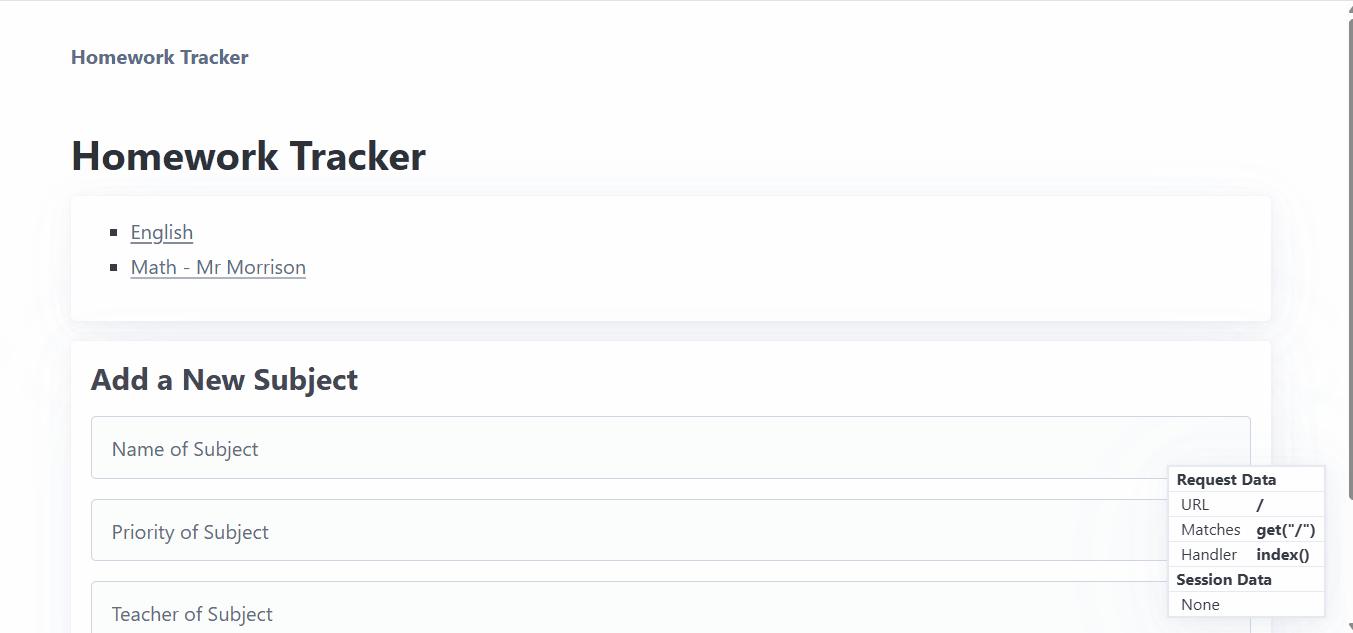 Homework Tracker
Homework Tracker
English
Math - Mr Morrison
Add a New Subject
Name of Subject
Priority of Subject
Teacher of Subject
Request Data
URL /
Matches get("/")
Handler index()
Session Data
None